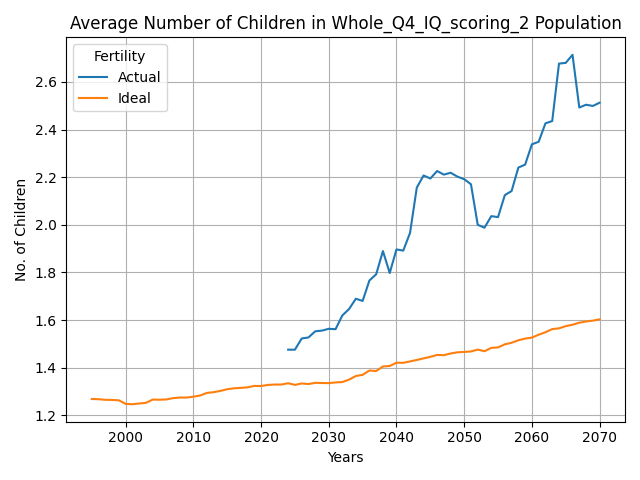 Average Number of Children in Whole_Q4_IQ_scoring_2 Population
Fertility
Actual
Ideal
No. of Children
2.6
2.4
2.2
2.0
1.8
1.6
1.4
1.2
2000 2010 2020 2030 2040 2050 2060 2070
Years